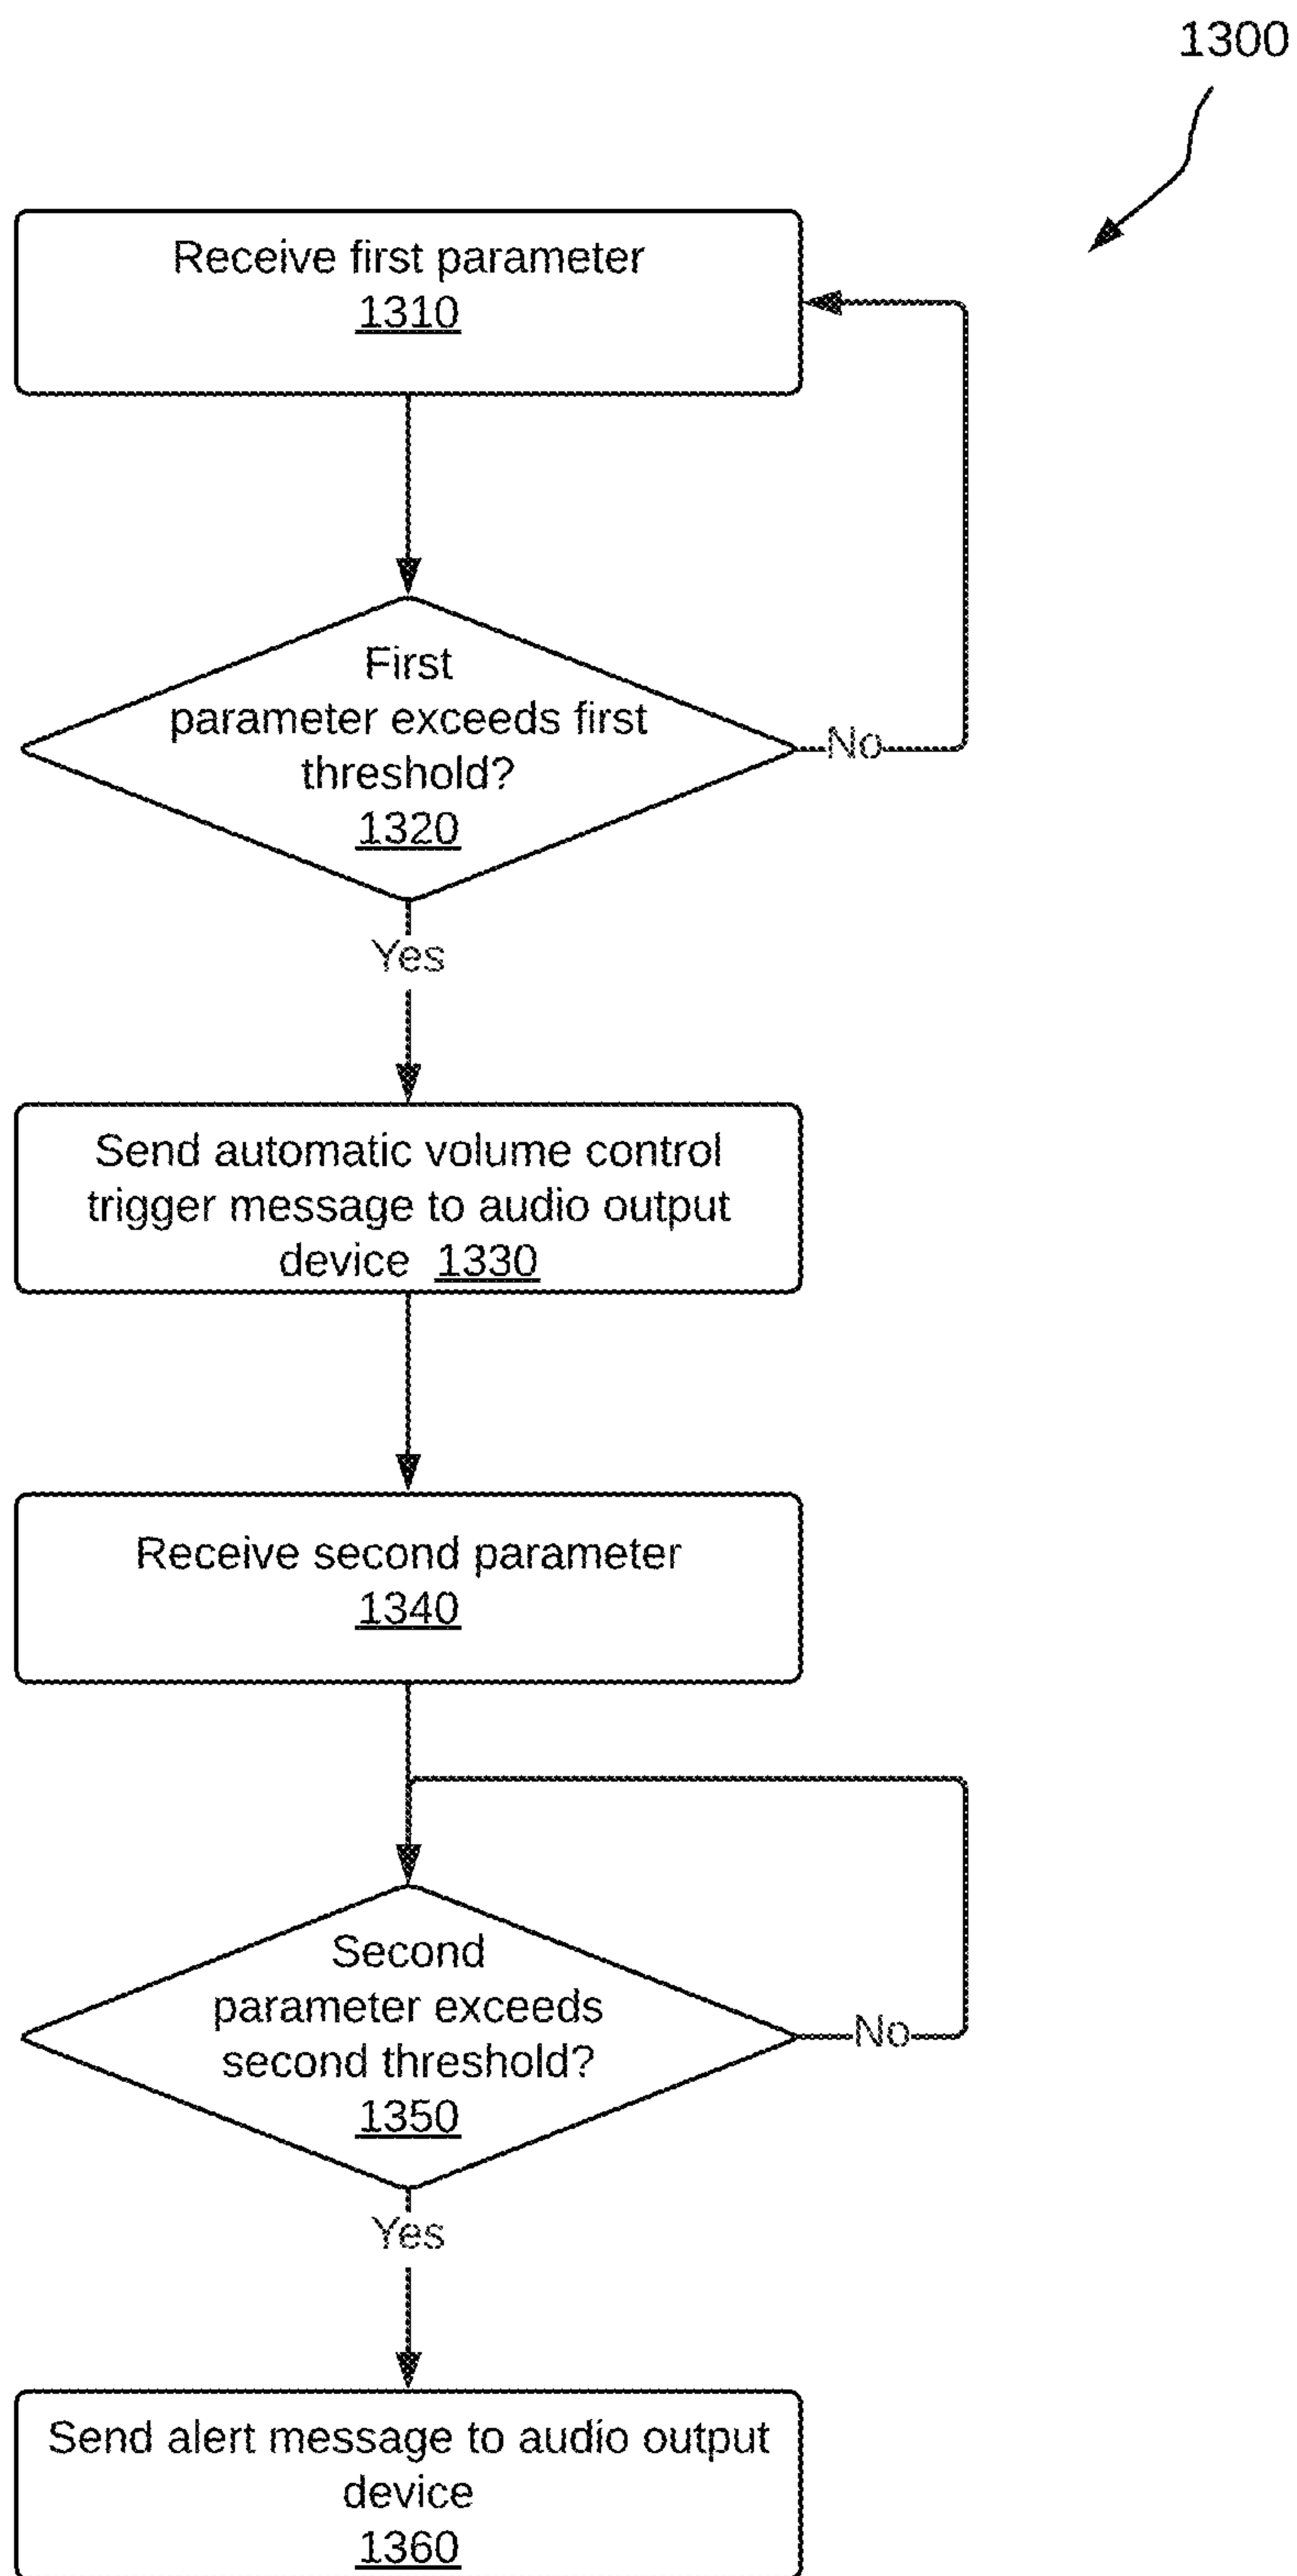 1300
Receive first parameter
1310
First
parameter exceeds first
threshold?
1320
No
Yes
Send automatic volume control
trigger message to audio output
device 1330
Receive second parameter
1340
Second
parameter exceeds
second threshold?
1350
No
Yes
Send alert message to audio output
device
1360